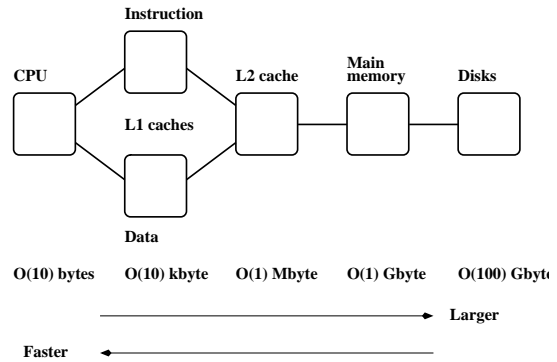 Instruction
CPU
L2 cache
Main
memory
Disks
L1 caches
Data
O(10) bytes
O(10) kbyte
O(1) Mbyte
O(1) Gbyte
O(100) Gbyte
Larger
Faster